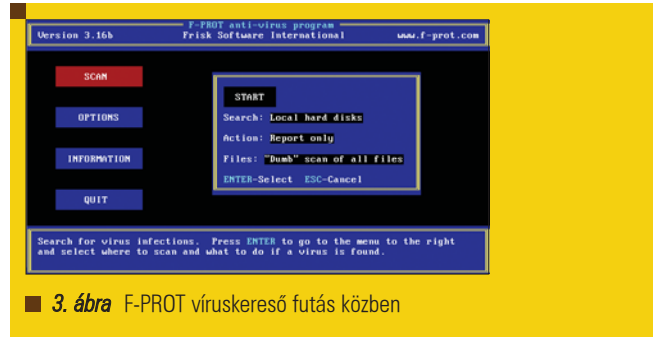 F-PROT anti-virus program
Version 3.16b Frisk Software International www.f-prot.com
SCAN
OPTIONS
INFORMATION
QUIT
START
Search: Local hard disks
Action: Report only
Files: "Dumb" scan of all files
ENTER-Select ESC-Cancel
Search for virus infections. Press ENTER to go to the menu to the right
and select where to scan and what to do if a virus is found.
3. ábra F-PROT víruskereső futás közben